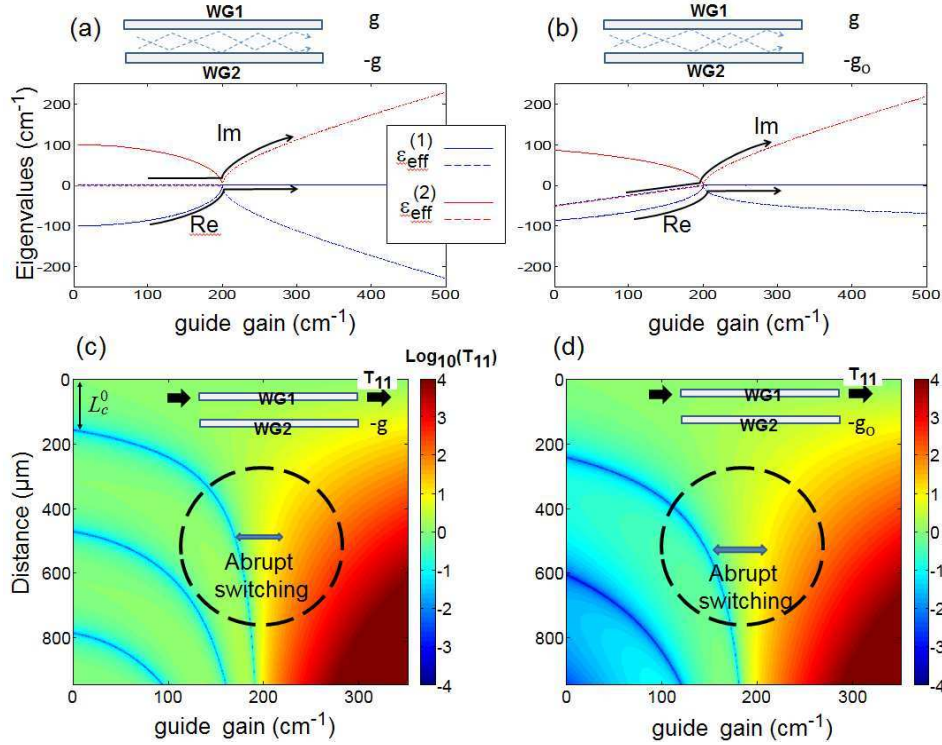 (a)
WG1
g
WG2
-g
(b)
WG1
g
WG2
-g₀
Eigenvalues (cm⁻¹)
200
100
0
-100
-200
Im
Re
0 100 200 300 400 500
guide gain (cm⁻¹)
ε_eff^(1)
ε_eff^(2)
200
100
0
-100
-200
Im
Re
0 100 200 300 400 500
guide gain (cm⁻¹)
(c)
Log₁₀(T₁₁)
Distance (µm)
0
200
400
600
800
L_c^0
T₁₁
WG1
WG2
-g
Abrupt
switching
0 100 200 300
guide gain (cm⁻¹)
4
3
2
1
0
-1
-2
-3
-4
(d)
0
200
400
600
800
T₁₁
WG1
WG2
-g₀
Abrupt
switching
0 100 200 300
guide gain (cm⁻¹)
4
3
2
1
0
-1
-2
-3
-4